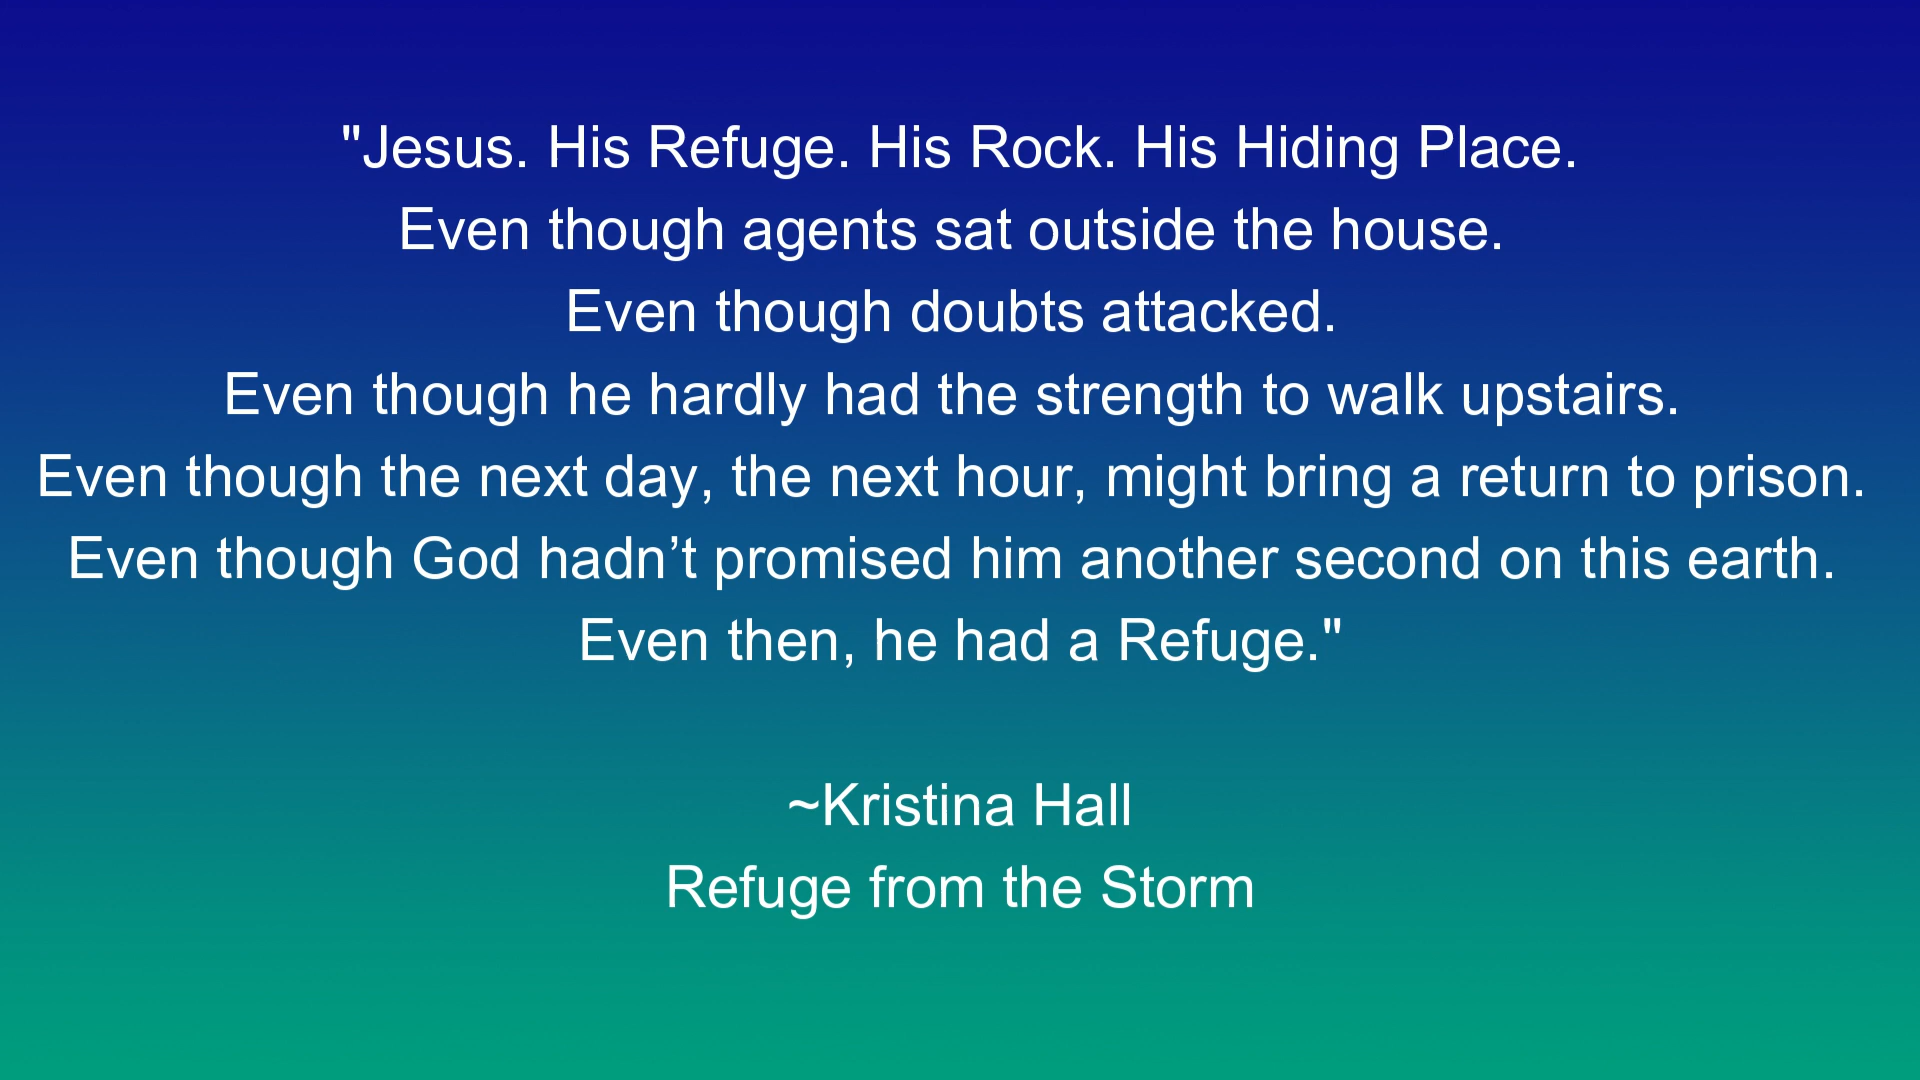 "Jesus. His Refuge. His Rock. His Hiding Place.
Even though agents sat outside the house.
Even though doubts attacked.
Even though he hardly had the strength to walk upstairs.
Even though the next day, the next hour, might bring a return to prison.
Even though God hadn’t promised him another second on this earth.
Even then, he had a Refuge."
~Kristina Hall
Refuge from the Storm